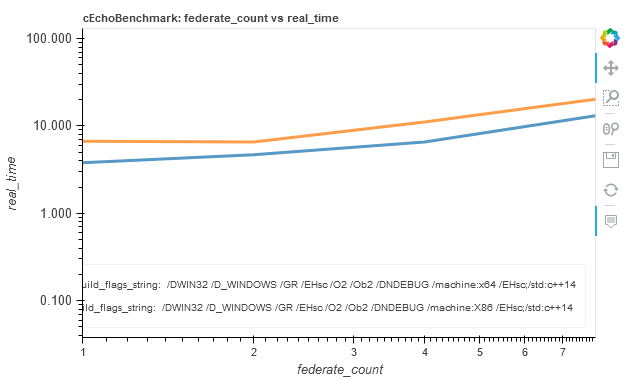 cEchoBenchmark: federate_count vs real_time
100.000
10.000
1.000
0.100
real_time
uild_flags_string: /DWIN32 /D_WINDOWS /GR /EHsc /O2 /Ob2 /DNDEBUG /machine:x64 /EHsc;/std:c++14
ld_flags_string: /DWIN32 /D_WINDOWS /GR /EHsc /O2 /Ob2 /DNDEBUG /machine:X86 /EHsc;/std:c++14
1 2 3 4 5 6 7
federate_count